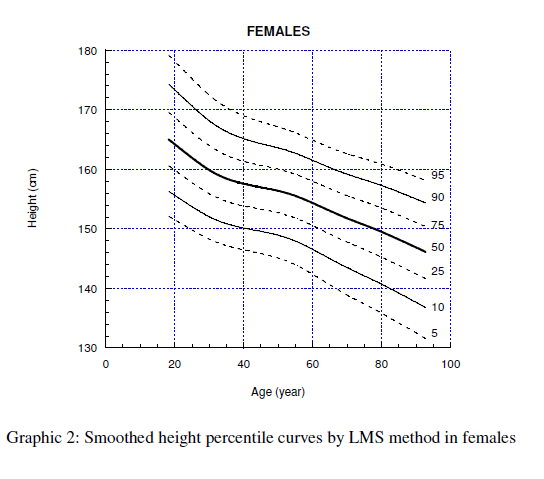 FEMALES
180
170
160
150
140
130
Height (cm)
95
90
75
50
25
10
5
0 20 40 60 80 100
Age (year)
Graphic 2: Smoothed height percentile curves by LMS method in females